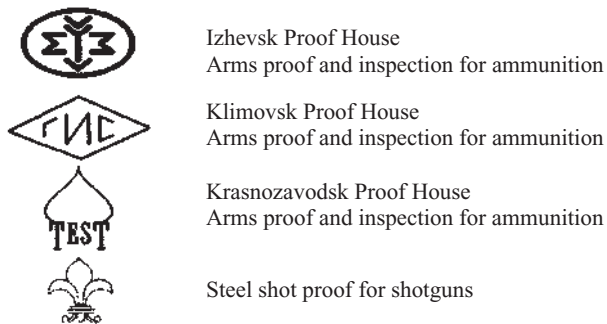 Izhevsk Proof House
Arms proof and inspection for ammunition
ГИС
Klimovsk Proof House
Arms proof and inspection for ammunition
TEST
Krasnozavodsk Proof House
Arms proof and inspection for ammunition
Steel shot proof for shotguns